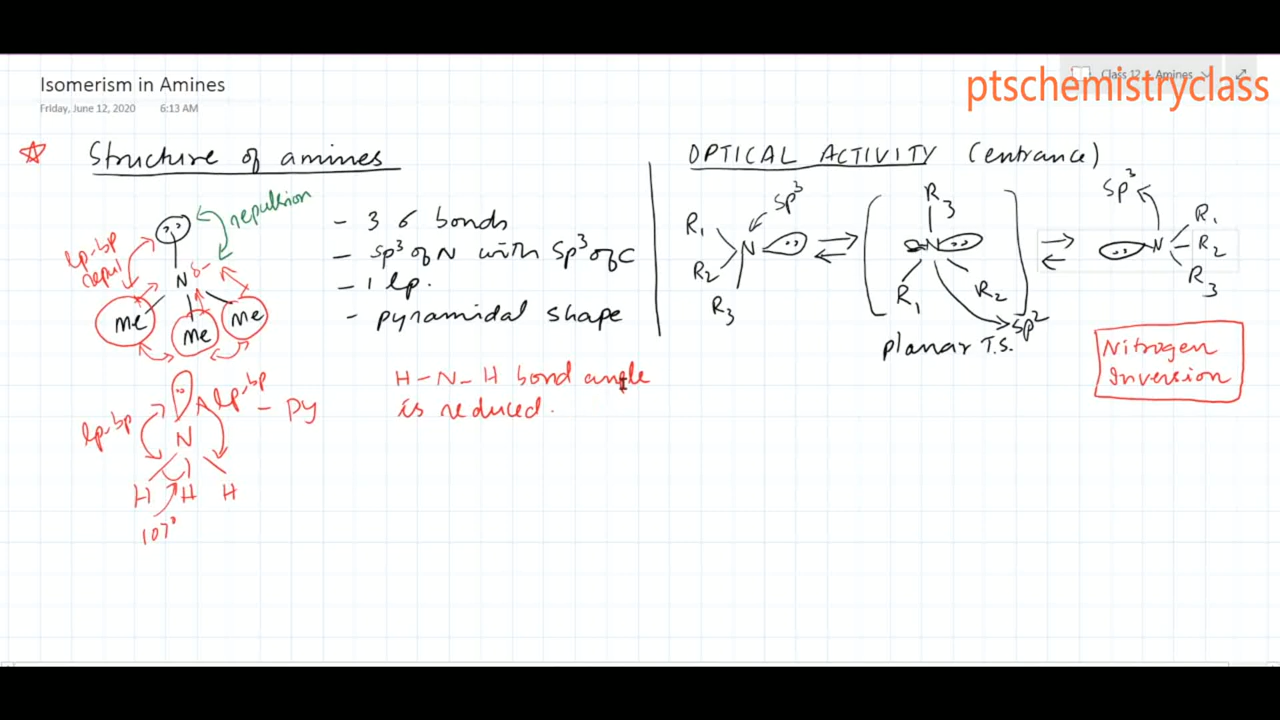 Isomerism in Amines
Friday, June 12, 2020 6:13 AM
Class 12 - Amines
ptschemistryclass
Structure of amines
repulsion
lp-bp
repul
N δ-
Me Me Me
- 3 σ bonds
- sp³ of N with sp³ of C
- 1 lp.
- pyramidal shape
lp-bp
lp-bp
- Py
N
H H H
107°
H-N-H bond angle
is reduced.
OPTICAL ACTIVITY (entrance)
sp³
R₁
N
R₂
R₃
R₃
N
R₁
R₂
sp²
planar T.S.
sp³
R₁
N
R₂
R₃
Nitrogen
Inversion